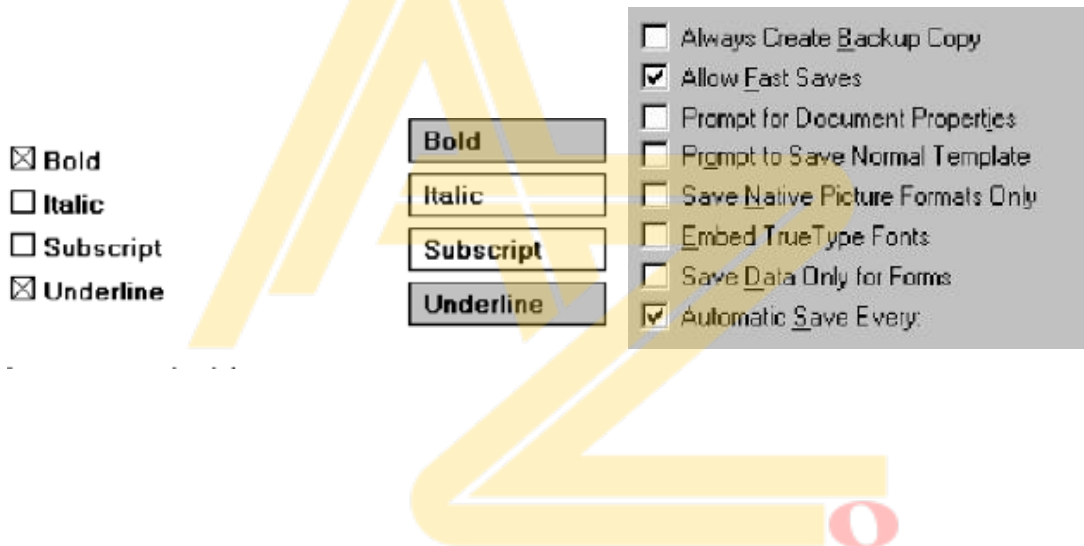 Bold
Italic
Subscript
Underline
Bold
Italic
Subscript
Underline
Always Create Backup Copy
Allow Fast Saves
Prompt for Document Properties
Prompt to Save Normal Template
Save Native Picture Formats Only
Embed TrueType Fonts
Save Data Only for Forms
Automatic Save Every: